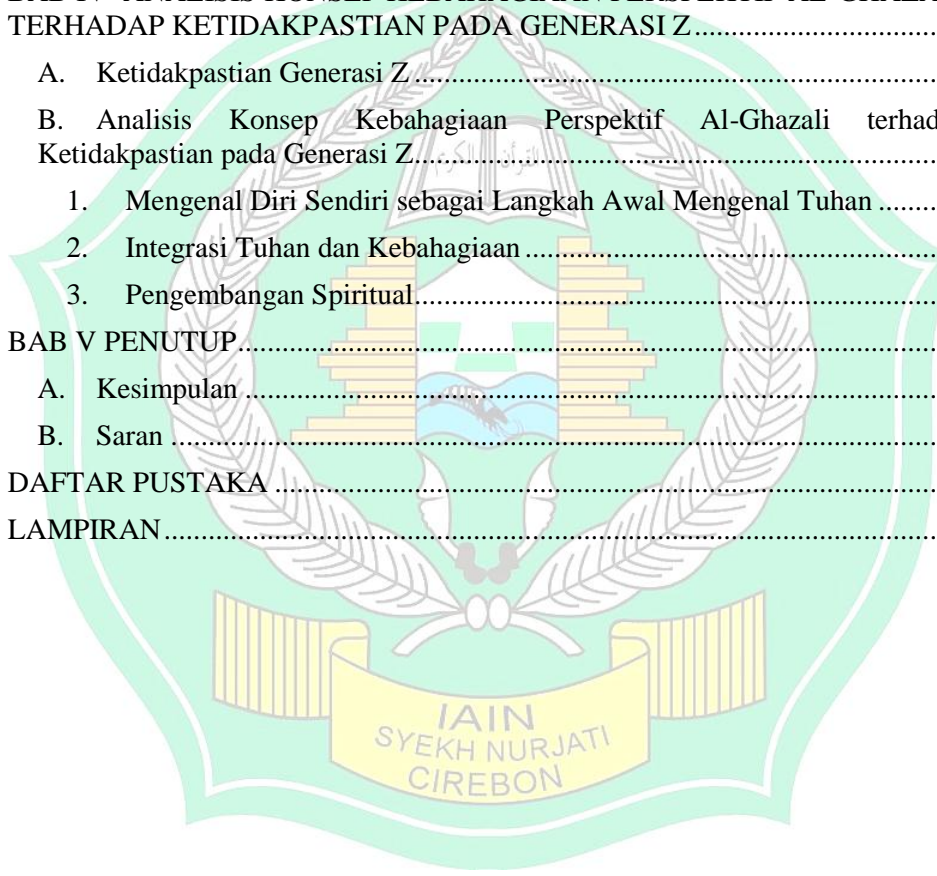 TERHADAP KETIDAKPASTIAN PADA GENERASI Z ....................................
A. Ketidakpastian Generasi Z ....................................
B. Analisis Konsep Kebahagiaan Perspektif Al-Ghazali terhad
Ketidakpastian pada Generasi Z ....................................
1. Mengenal Diri Sendiri sebagai Langkah Awal Mengenal Tuhan ........
2. Integrasi Tuhan dan Kebahagiaan ....................................
3. Pengembangan Spiritual ....................................
BAB V PENUTUP ....................................
A. Kesimpulan ....................................
B. Saran ....................................
DAFTAR PUSTAKA ....................................
LAMPIRAN ....................................
IAIN
SYEKH NURJATI
CIREBON